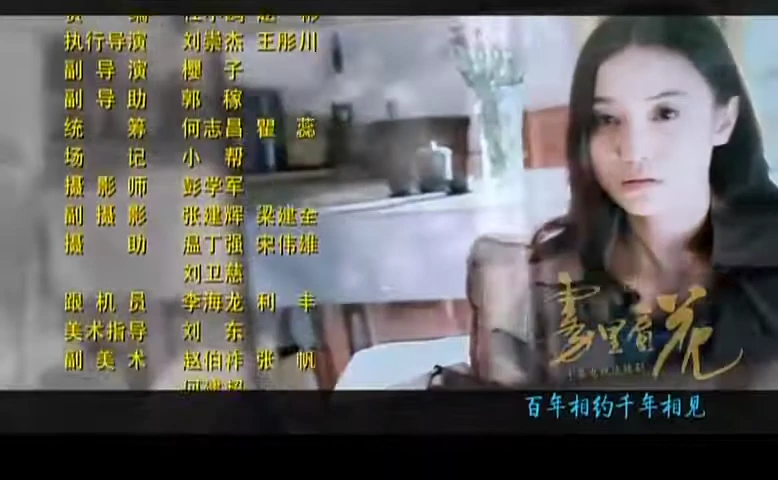 执行导演 刘崇杰 王彤川
副导演 樱子
副导助 郭稼
统筹 何志昌 瞿蕊
场记 小帮
摄影师 彭学军
副摄影 张建辉 梁建全
摄助 温丁强 宋伟雄
刘卫慈
跟机员 李海龙 利丰
美术指导 刘东
副美术 赵伯祚 张帆
雾里看花
百年相约千年相见